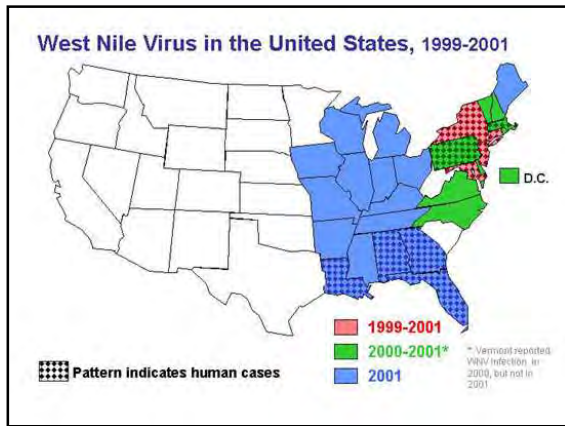 West Nile Virus in the United States, 1999-2001
D.C.
1999-2001
2000-2001*
2001
Pattern indicates human cases
* Vermont reported
WNV infection in
2000, but not in
2001